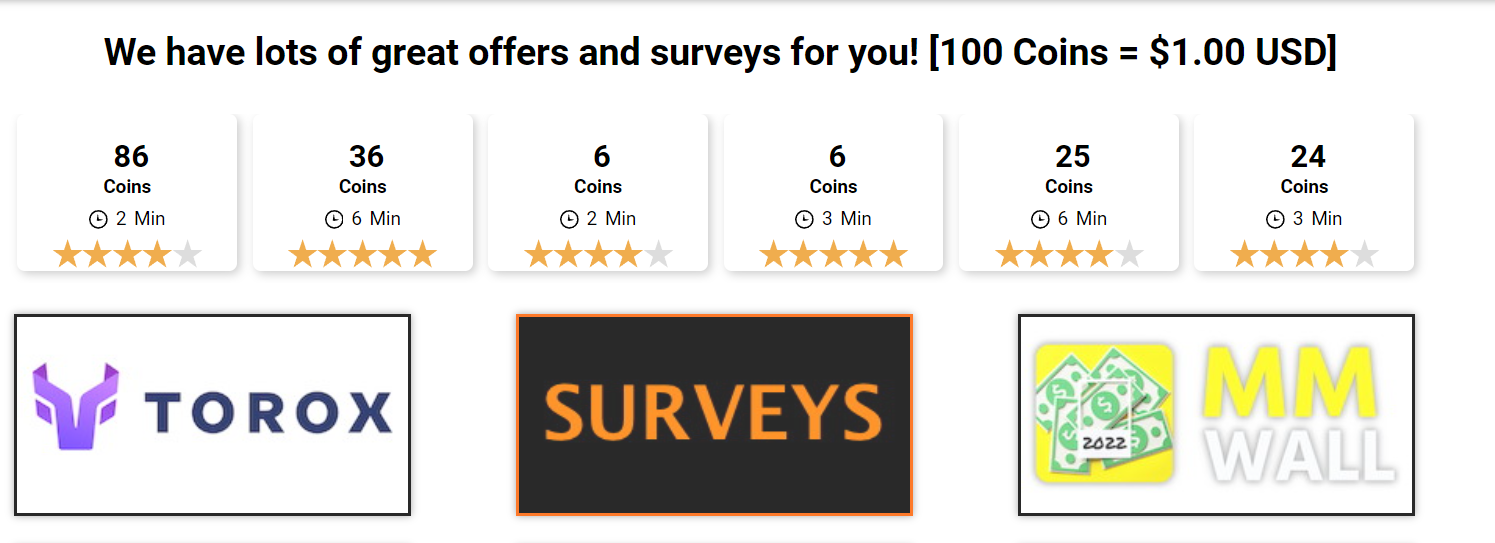 We have lots of great offers and surveys for you! [100 Coins = $1.00 USD]
86
Coins
2 Min
36
Coins
6 Min
6
Coins
2 Min
6
Coins
3 Min
25
Coins
6 Min
24
Coins
3 Min
TOROX
SURVEYS
2022
MM
WALL